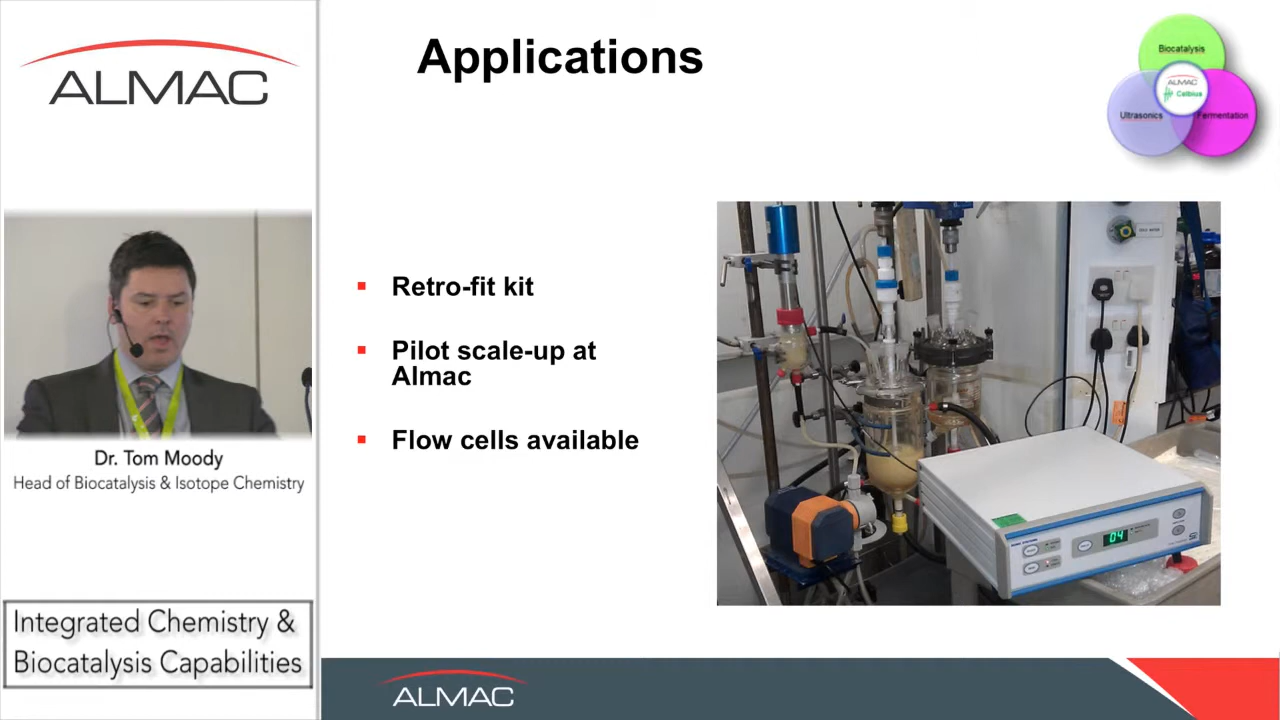 ALMAC
Applications
Biocatalysis
ALMAC
Celbius
Ultrasonics
Fermentation
Retro-fit kit
Pilot scale-up at
Almac
Flow cells available
04
Dr. Tom Moody
Head of Biocatalysis & Isotope Chemistry
Integrated Chemistry &
Biocatalysis Capabilities
ALMAC